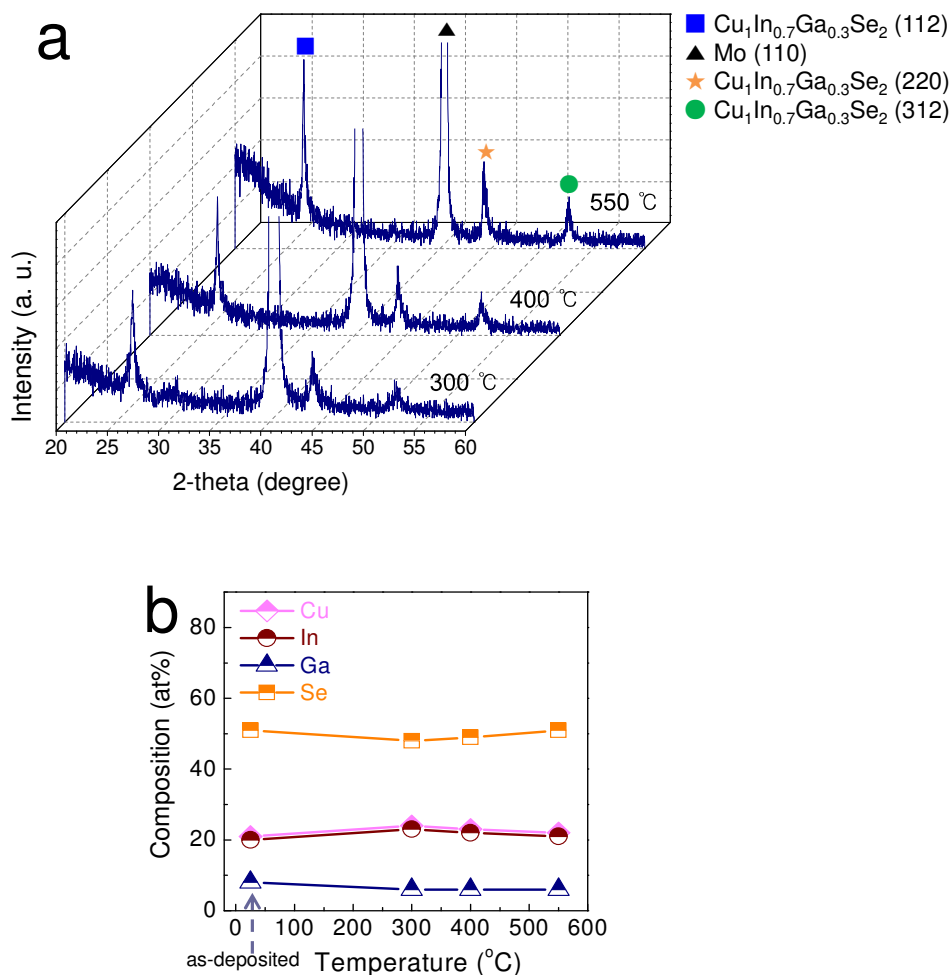 a
Cu1In0.7Ga0.3Se2 (112)
Mo (110)
Cu1In0.7Ga0.3Se2 (220)
Cu1In0.7Ga0.3Se2 (312)
550 ℃
400 ℃
300 ℃
Intensity (a. u.)
20 25 30 35 40 45 50 55 60
2-theta (degree)
b
Cu
In
Ga
Se
80
60
40
20
0
Composition (at%)
0 100 200 300 400 500 600
as-deposited
Temperature (oC)